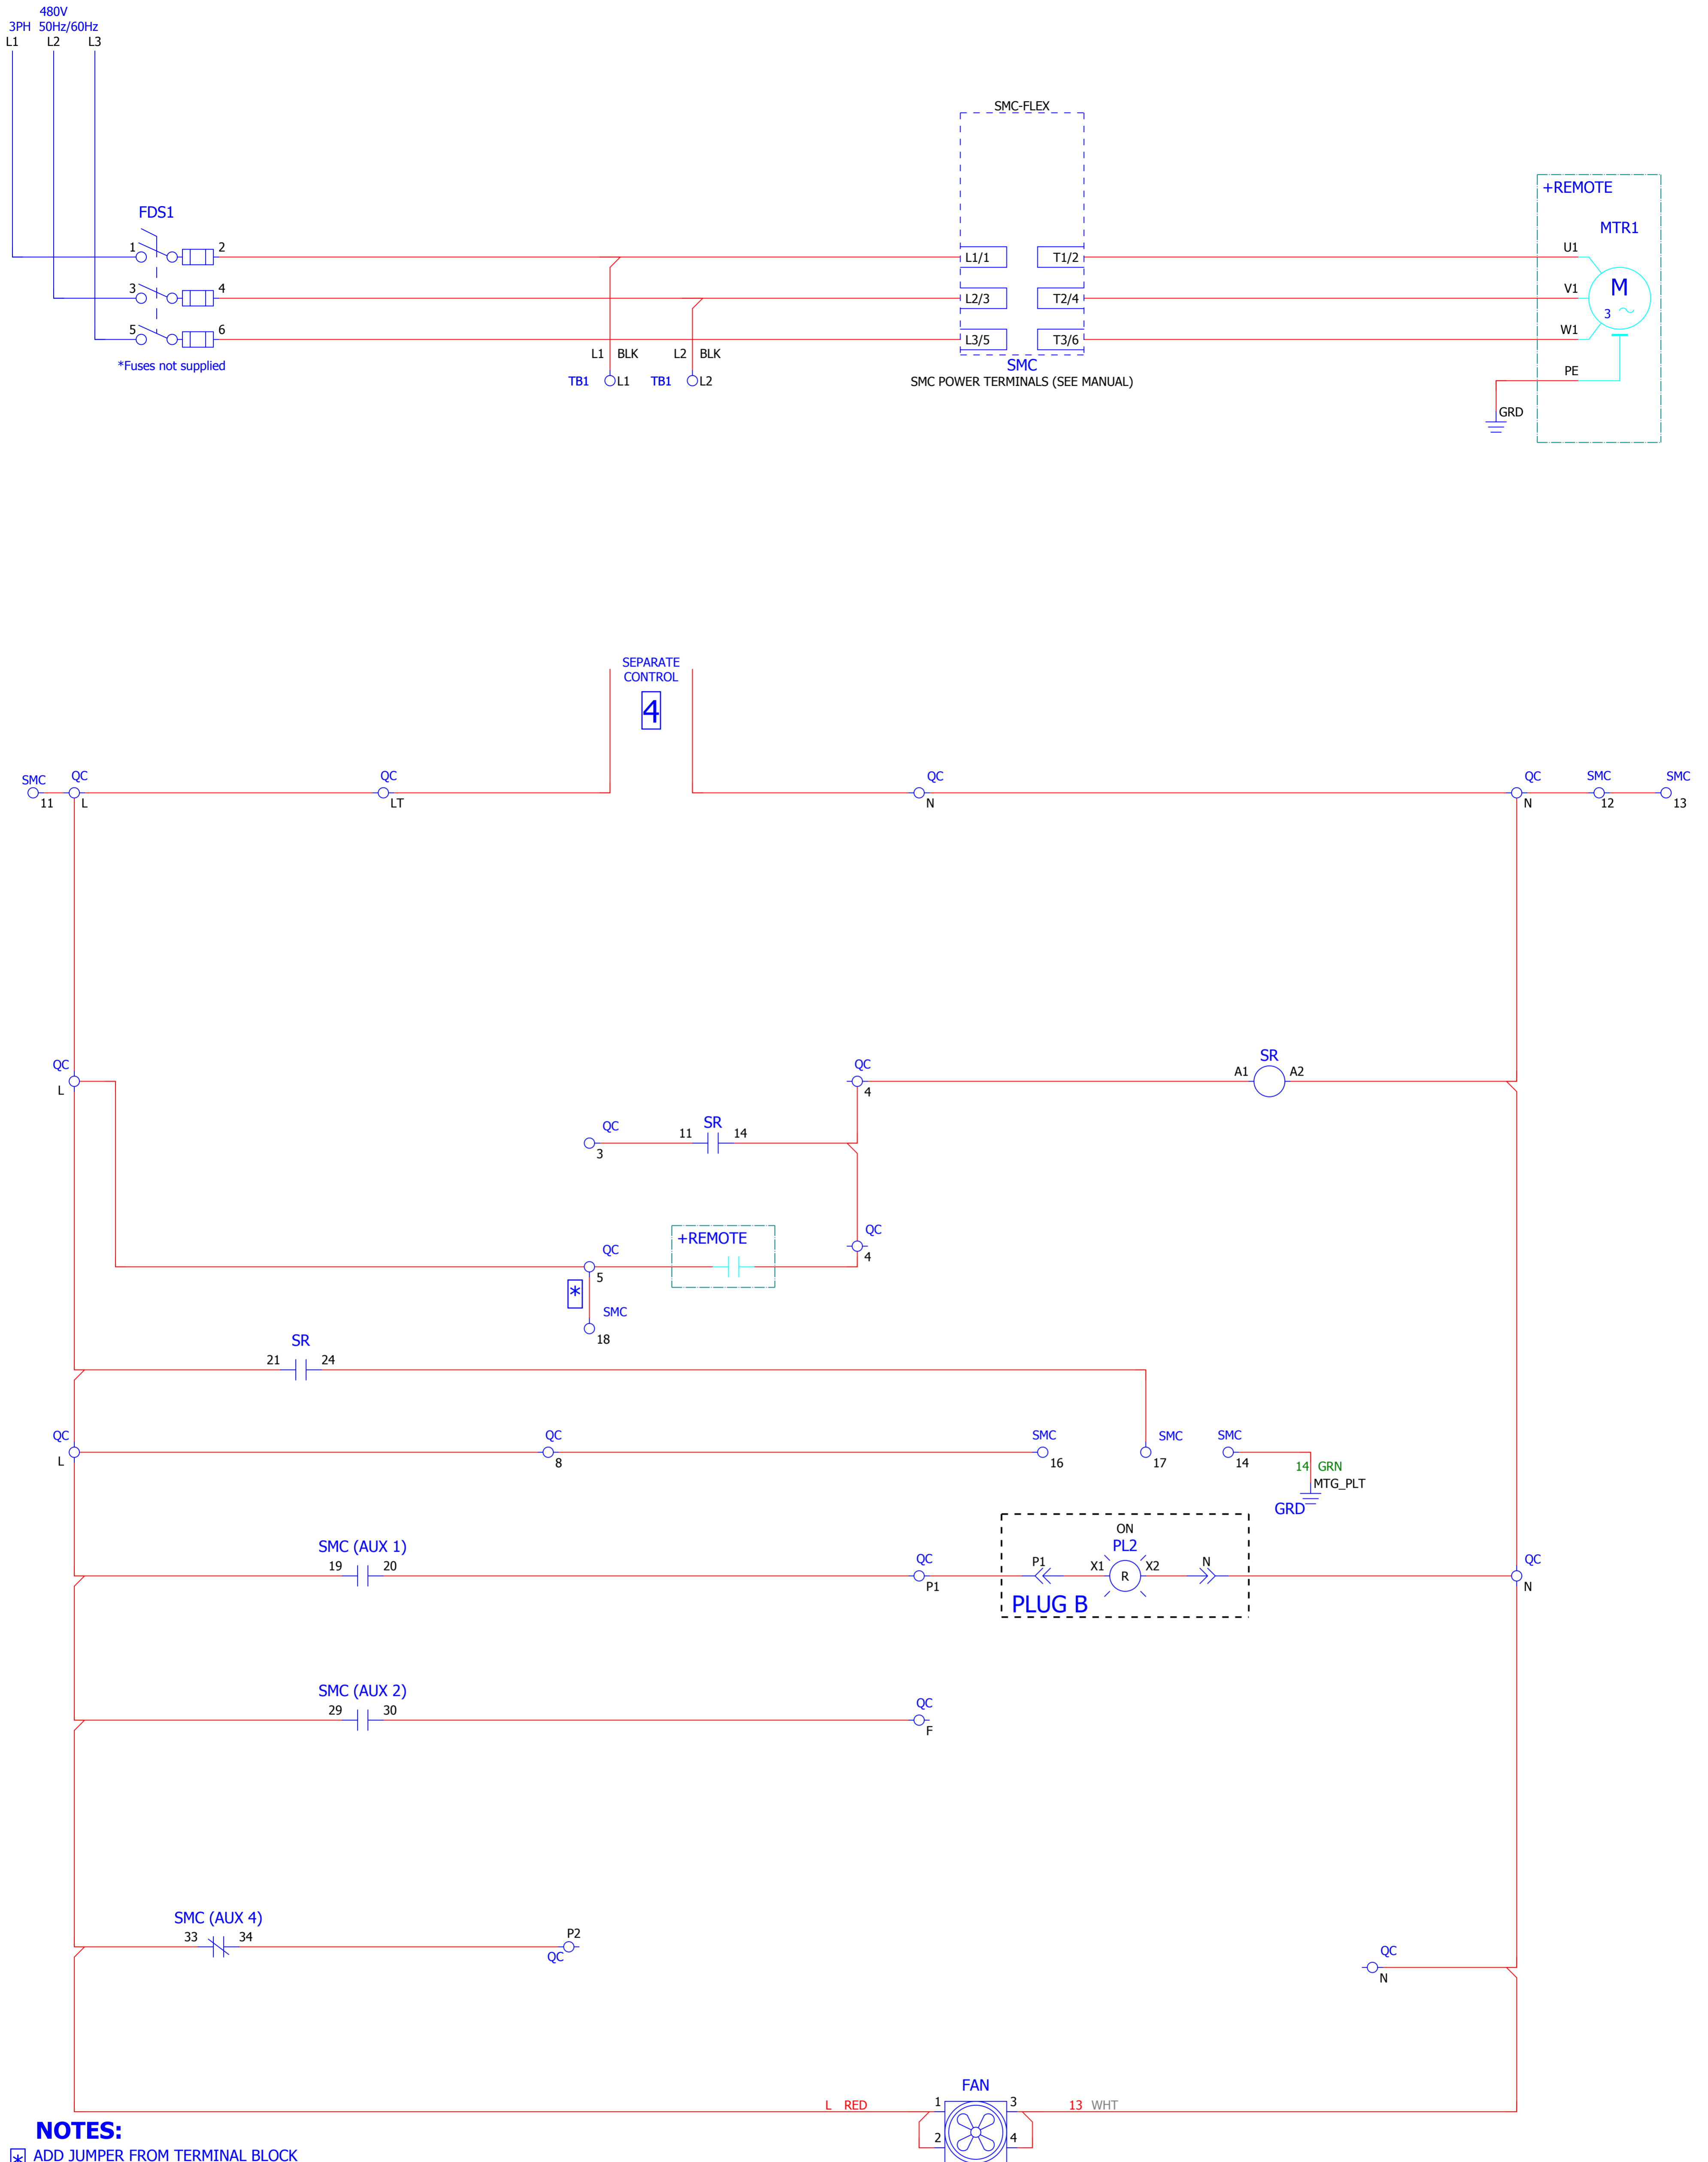 480V
3PH 50Hz/60Hz
L1 L2 L3
SMC-FLEX
+REMOTE
MTR1
FDS1
1 2
L1/1 T1/2
U1
3 4
L2/3 T2/4
V1
M
3
5 6
L3/5 T3/6
W1
*Fuses not supplied
L1 BLK L2 BLK
TB1 L1 TB1 L2
SMC
SMC POWER TERMINALS (SEE MANUAL)
PE
GRD
SEPARATE
CONTROL
4
SMC QC QC QC QC SMC SMC
11 L LT N N 12 13
QC QC SR
L 4 A1 A2
QC SR
3 11 14
+REMOTE
QC
4
QC
5
*
SMC
18
SR
21 24
QC QC SMC SMC SMC
L 8 16 17 14
14 GRN
MTG_PLT
GRD
SMC (AUX 1)
19 20
QC
P1
ON
PL2
P1 X1 R X2 N
PLUG B
QC
N
SMC (AUX 2)
29 30
QC
F
SMC (AUX 4)
33 34
P2
QC
QC
N
FAN
L RED 1 3 13 WHT
2 4
NOTES:
* ADD JUMPER FROM TERMINAL BLOCK